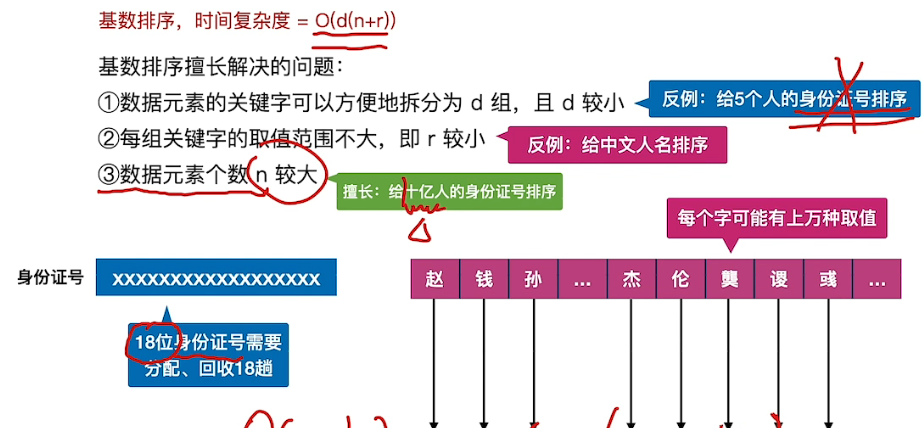 基数排序，时间复杂度 = O(d(n+r))
基数排序擅长解决的问题：
①数据元素的关键字可以方便地拆分为 d 组，且 d 较小
反例：给5个人的身份证号排序
②每组关键字的取值范围不大，即 r 较小
反例：给中文人名排序
③数据元素个数 n 较大
擅长：给十亿人的身份证号排序
每个字可能有上万种取值
身份证号
xxxxxxxxxxxxxxxxxx
赵 钱 孙 ... 杰 伦 龑 谡 彧 ...
18位身份证号需要
分配、回收18趟